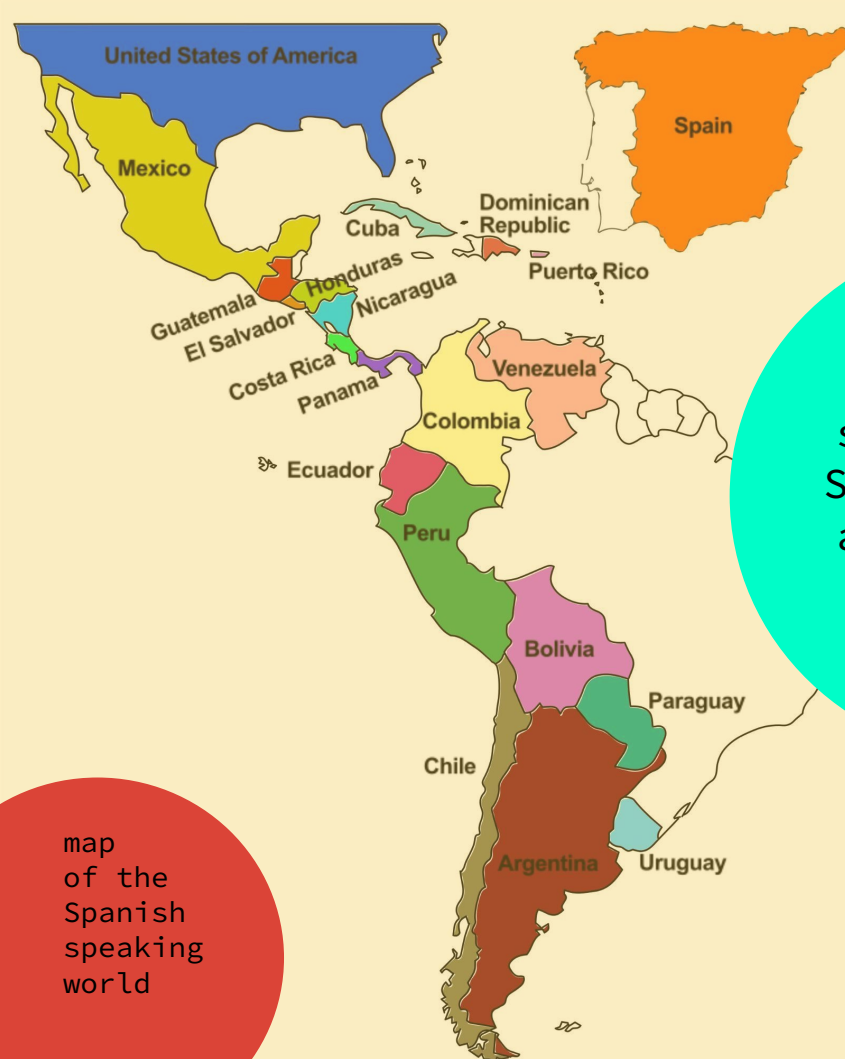 United States of America
Spain
Mexico
Dominican
Republic
Cuba
Puerto Rico
Honduras
Nicaragua
Guatemala
El Salvador
Costa Rica
Panama
Venezuela
Colombia
Ecuador
Peru
Bolivia
Paraguay
Chile
Argentina
Uruguay
map
of the
Spanish
speaking
world